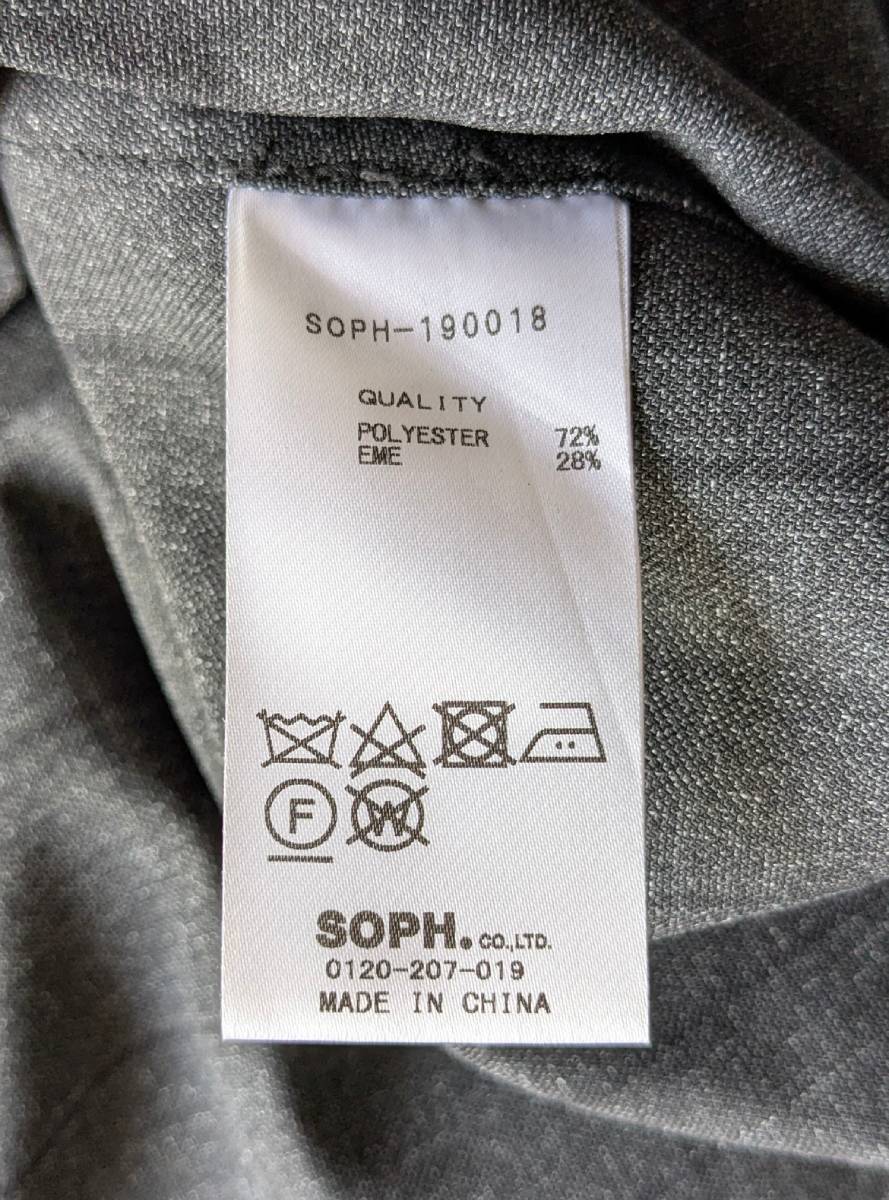 SOPH-190018
QUALITY
POLYESTER 72%
EME 28%
F W
SOPH. CO.,LTD.
0120-207-019
MADE IN CHINA